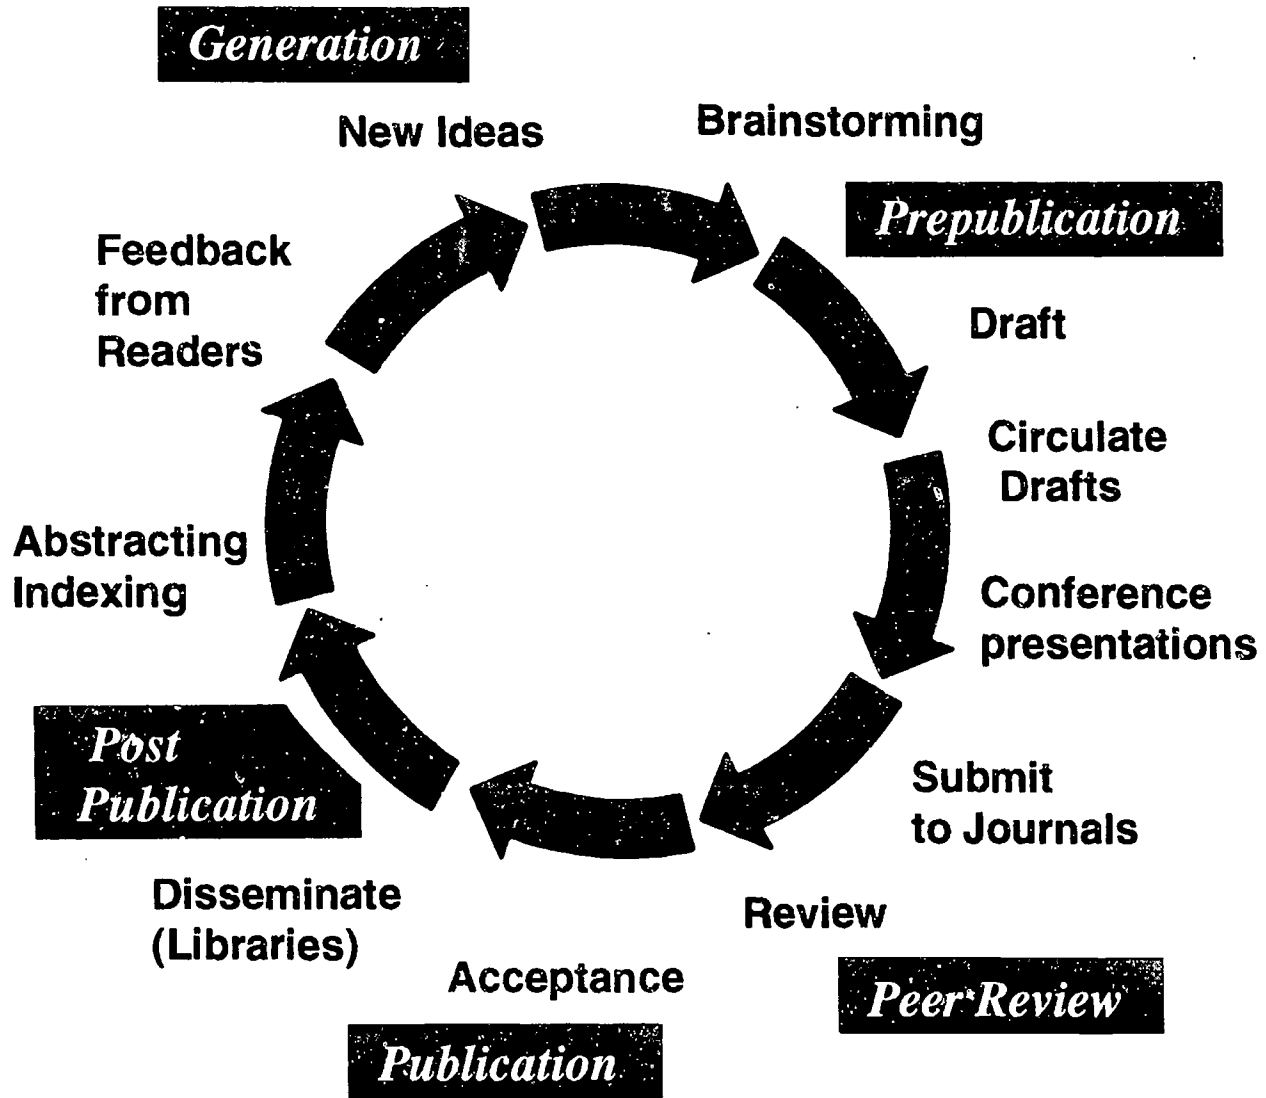 Generation
New Ideas
Brainstorming
Prepublication
Draft
Circulate
Drafts
Conference
presentations
Submit
to Journals
Review
Peer Review
Acceptance
Publication
Disseminate
(Libraries)
Post
Publication
Abstracting
Indexing
Feedback
from
Readers